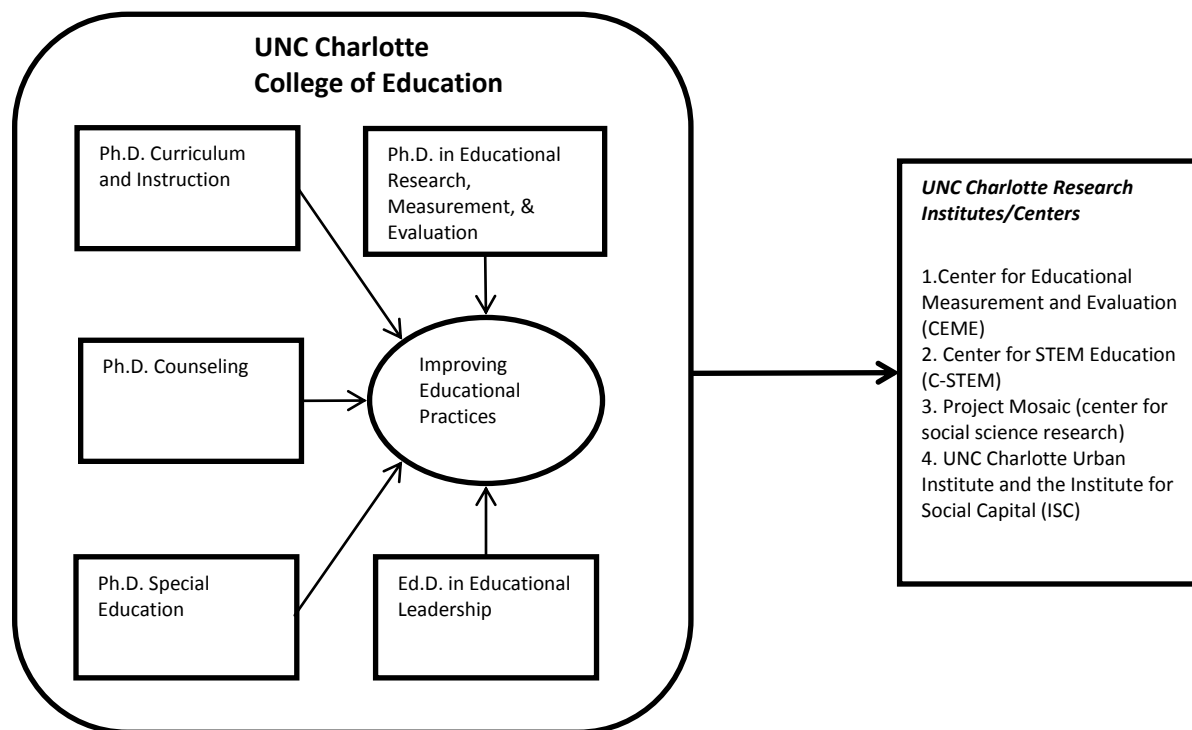 UNC Charlotte
College of Education
Ph.D. Curriculum
and Instruction
Ph.D. in Educational
Research,
Measurement, &
Evaluation
Ph.D. Counseling
Improving
Educational
Practices
Ph.D. Special
Education
Ed.D. in Educational
Leadership
UNC Charlotte Research
Institutes/Centers
1.Center for Educational
Measurement and Evaluation
(CEME)
2. Center for STEM Education
(C-STEM)
3. Project Mosaic (center for
social science research)
4. UNC Charlotte Urban
Institute and the Institute for
Social Capital (ISC)